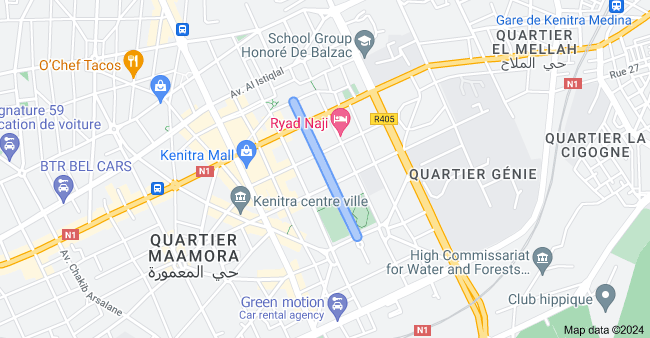 Gare de Kenitra Medina
School Group
Honoré De Balzac
QUARTIER
EL MELLAH
حي الملاح
O'Chef Tacos
Av. Al Istiqlal
N1
Rue 27
gnature 59
cation de voiture
Ryad Naji
R405
QUARTIER LA
CIGOGNE
Kenitra Mall
BTR BEL CARS
N1
QUARTIER GÉNIE
Kenitra centre ville
N1
QUARTIER
MAAMORA
حي المعمورة
Av. Chakib Arsalane
High Commissariat
for Water and Forests...
Green motion
Car rental agency
Club hippique
N1
Map data ©2024